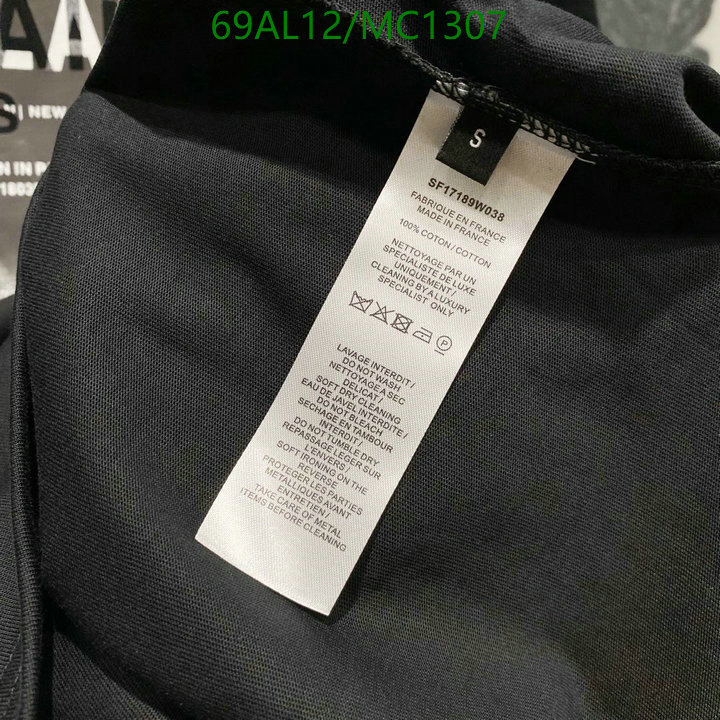 69AL12/MC1307
AAN
S
| NEW
N IN P
S
SF17189W038
FABRIQUE EN FRANCE
MADE IN FRANCE
100% COTON / COTTON
NETTOYAGE PAR UN
SPECIALISTE DE LUXE
UNIQUEMENT /
CLEANING BY A LUXURY
SPECIALIST ONLY
P
LAVAGE INTERDIT /
DO NOT WASH
NETTOYAGE A SEC
DELICAT /
SOFT DRY CLEANING
EAU DE JAVEL INTERDITE /
DO NOT BLEACH
SECHAGE EN TAMBOUR
INTERDIT /
DO NOT TUMBLE DRY
REPASSAGE LEGER SUR
L'ENVERS /
SOFT IRONING ON THE
REVERSE
PROTEGER LES PARTIES
METALLIQUES AVANT
ENTRETIEN /
TAKE CARE OF METAL
ITEMS BEFORE CLEANING